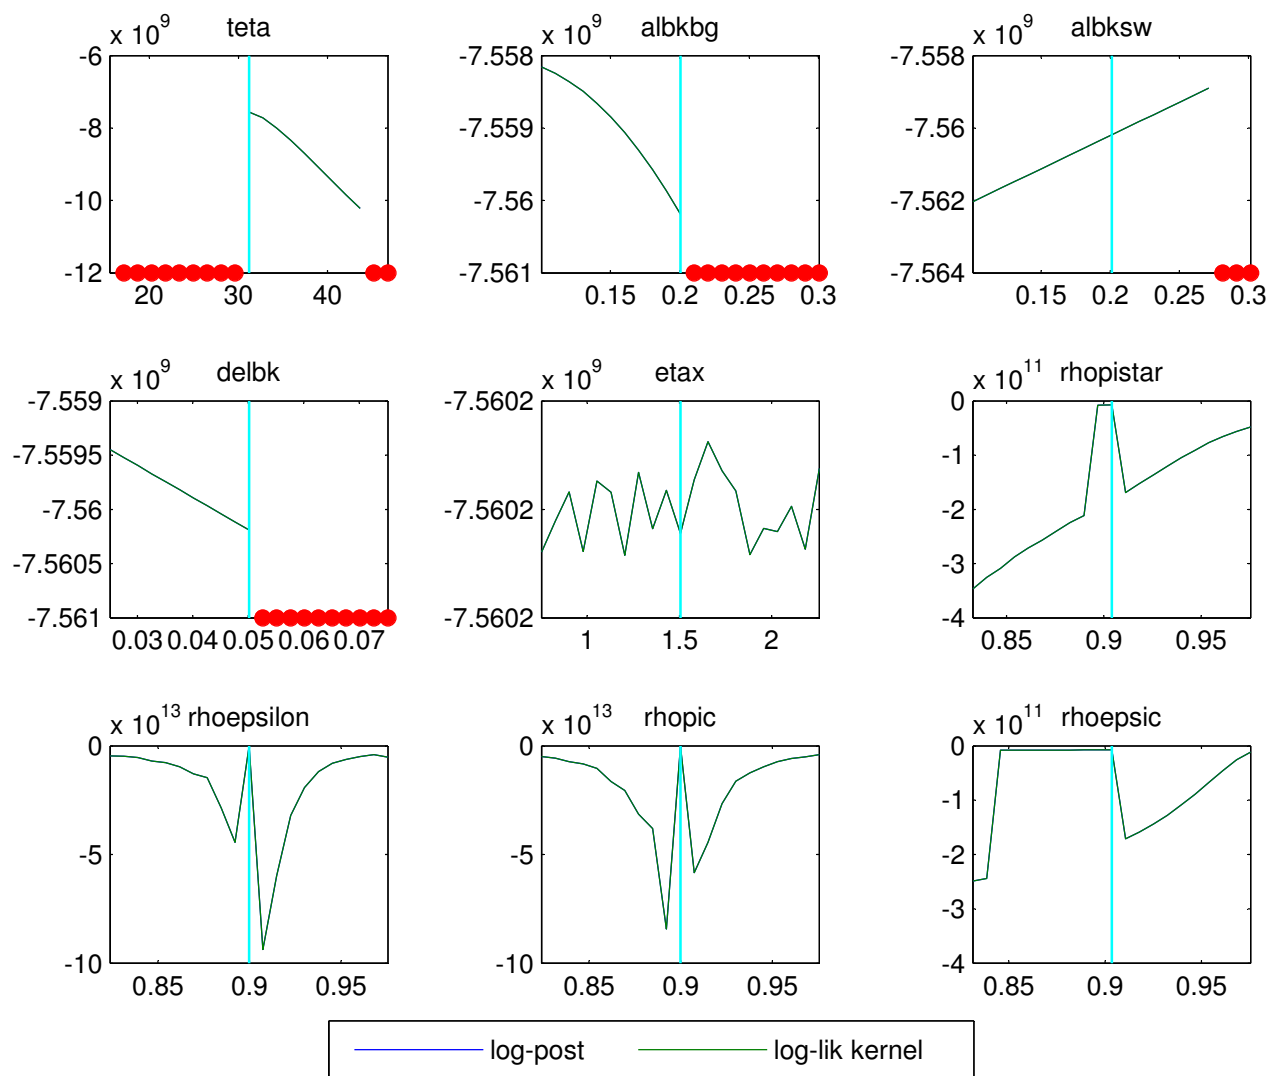 x 10^9 teta
-6
-8
-10
-12
20 30 40
x 10^9 albkbg
-7.558
-7.559
-7.56
-7.561
0.15 0.2 0.25 0.3
x 10^9 albksw
-7.558
-7.56
-7.562
-7.564
0.15 0.2 0.25 0.3
x 10^9 delbk
-7.559
-7.5595
-7.56
-7.5605
-7.561
0.03 0.04 0.05 0.06 0.07
x 10^9 etax
-7.5602
-7.5602
-7.5602
1 1.5 2
x 10^11 rhopistar
0
-1
-2
-3
-4
0.85 0.9 0.95
x 10^13 rhoepsilon
0
-5
-10
0.85 0.9 0.95
x 10^13 rhopic
0
-5
-10
0.85 0.9 0.95
x 10^11 rhoepsic
0
-1
-2
-3
-4
0.85 0.9 0.95
log-post log-lik kernel